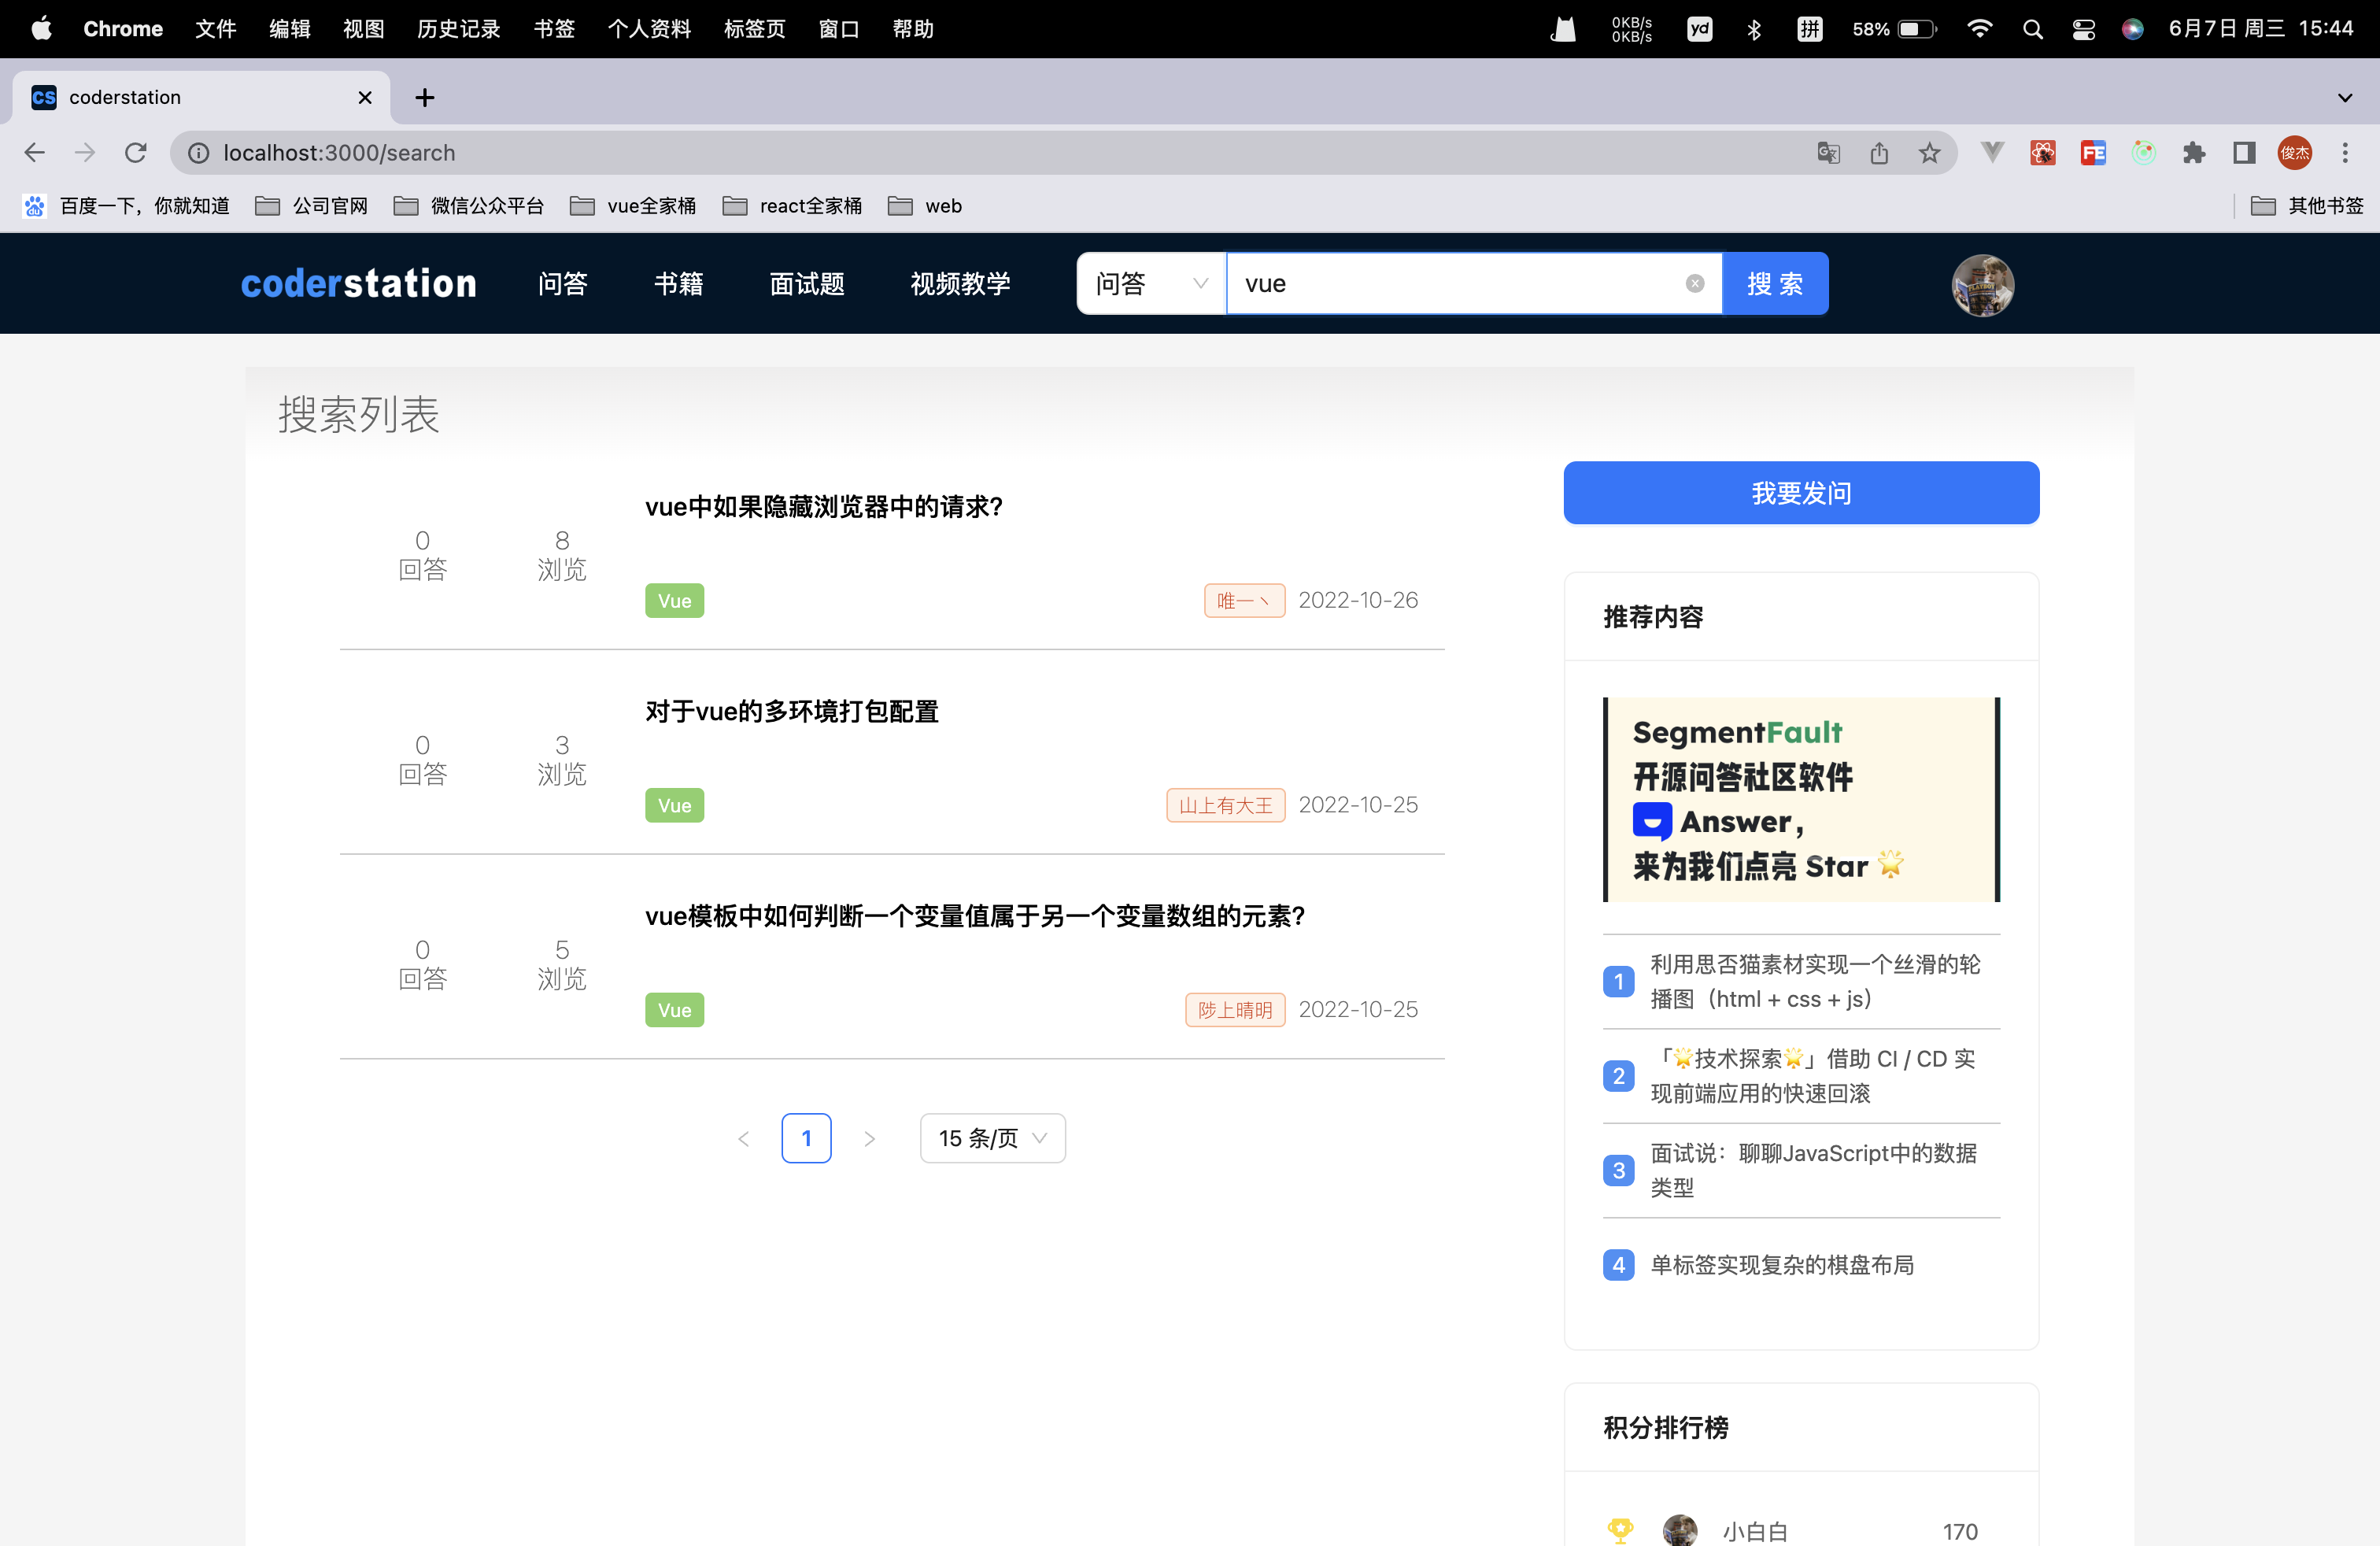 Chrome 文件 编辑 视图 历史记录 书签 个人资料 标签页 窗口 帮助
0KB/s
0KB/s
yd
拼
58%
6月7日 周三 15:44
CS coderstation
localhost:3000/search
FE
俊杰
du 百度一下，你就知道 公司官网 微信公众平台 vue全家桶 react全家桶 web 其他书签
coderstation 问答 书籍 面试题 视频教学 问答 vue 搜 索
搜索列表
vue中如果隐藏浏览器中的请求?
0 8
回答 浏览
Vue 唯一丶 2022-10-26
对于vue的多环境打包配置
0 3
回答 浏览
Vue 山上有大王 2022-10-25
vue模板中如何判断一个变量值属于另一个变量数组的元素?
0 5
回答 浏览
Vue 陟上晴明 2022-10-25
1 15 条/页
我要发问
推荐内容
SegmentFault
开源问答社区软件
Answer，
来为我们点亮 Star 🌟
1 利用思否猫素材实现一个丝滑的轮
播图（html + css + js）
2 「🌟技术探索🌟」借助 CI / CD 实
现前端应用的快速回滚
3 面试说：聊聊JavaScript中的数据
类型
4 单标签实现复杂的棋盘布局
积分排行榜
小白白 170